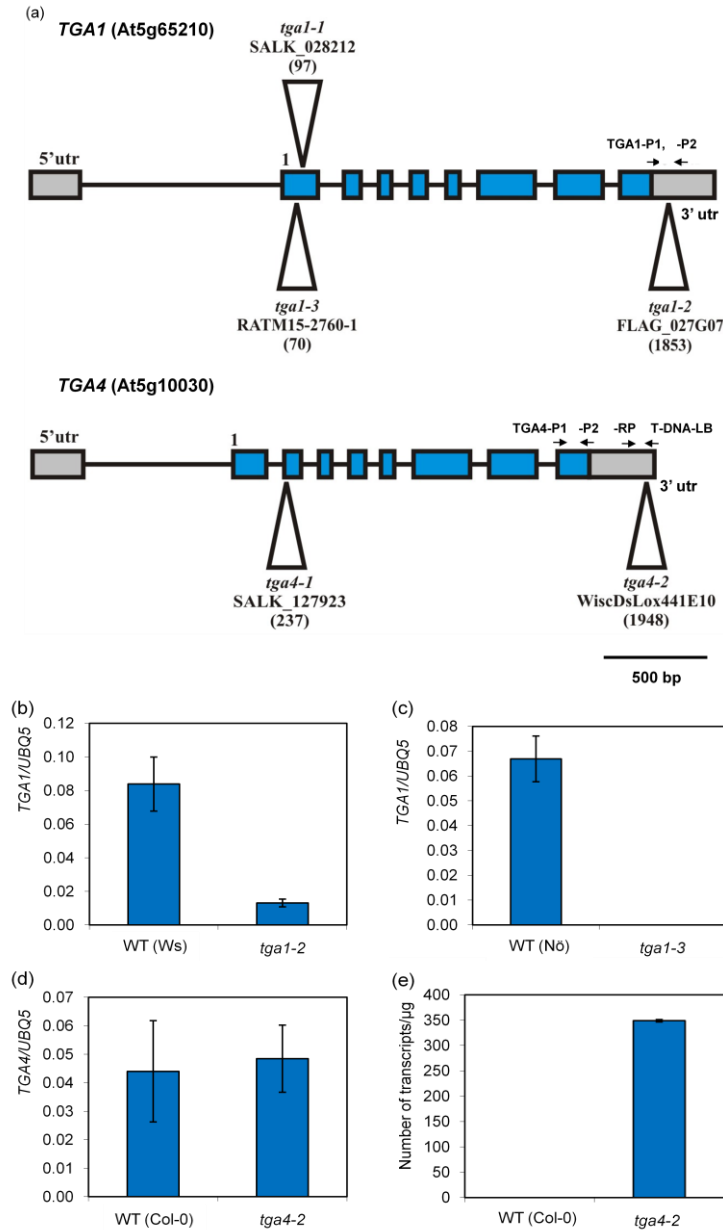 (a)
TGA1 (At5g65210)
tga1-1
SALK_028212
(97)
TGA1-P1, -P2
5'utr
1
3' utr
tga1-3
RATM15-2760-1
(70)
tga1-2
FLAG_027G07
(1853)
TGA4 (At5g10030)
TGA4-P1 -P2 -RP T-DNA-LB
5'utr
1
3' utr
tga4-1
SALK_127923
(237)
tga4-2
WiscDsLox441E10
(1948)
500 bp
(b)
TGA1/UBQ5
0.12
0.10
0.08
0.06
0.04
0.02
0.00
WT (Ws) tga1-2
(c)
TGA1/UBQ5
0.08
0.07
0.06
0.05
0.04
0.03
0.02
0.01
0.00
WT (Nö) tga1-3
(d)
TGA4/UBQ5
0.07
0.06
0.05
0.04
0.03
0.02
0.01
0.00
WT (Col-0) tga4-2
(e)
Number of transcripts/µg
400
350
300
250
200
150
100
50
0
WT (Col-0) tga4-2